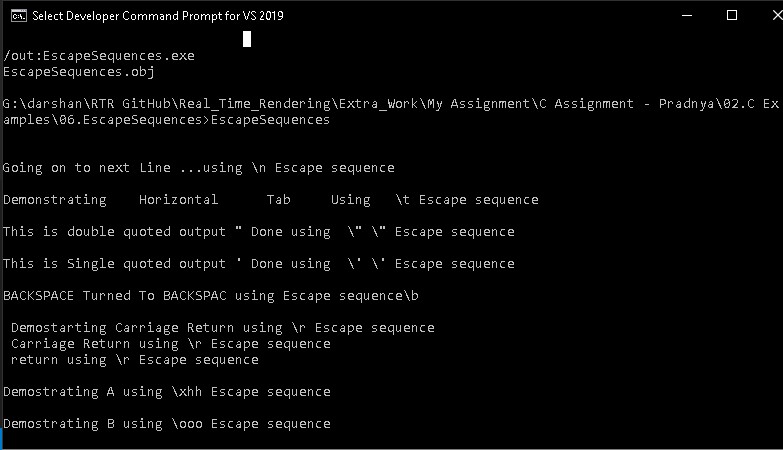 Select Developer Command Prompt for VS 2019
/out:EscapeSequences.exe
EscapeSequences.obj
G:\darshan\RTR GitHub\Real_Time_Rendering\Extra_Work\My Assignment\C Assignment - Pradnya\02.C Ex
amples\06.EscapeSequences>EscapeSequences
Going on to next Line ...using \n Escape sequence
Demonstrating    Horizontal      Tab     Using   \t Escape sequence
This is double quoted output " Done using  \" \" Escape sequence
This is Single quoted output ' Done using  \' \' Escape sequence
BACKSPACE Turned To BACKSPAC using Escape sequence\b
Demostarting Carriage Return using \r Escape sequence
Carriage Return using \r Escape sequence
return using \r Escape sequence
Demostrating A using \xhh Escape sequence
Demostrating B using \ooo Escape sequence